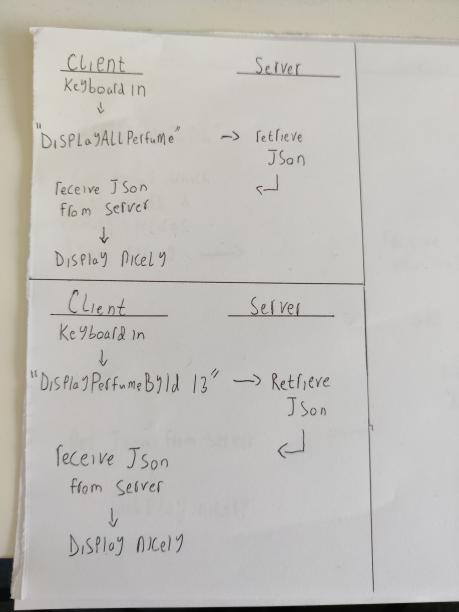 Client Server
Keyboard in
↓
"DisplayAllPerfume" → retrieve
JSon
receive JSon ↵
from server
↓
Display nicely
Client Server
Keyboard in
↓
"DisplayPerfumeById 13" → Retrieve
JSon
receive JSon ↵
from server
↓
Display nicely